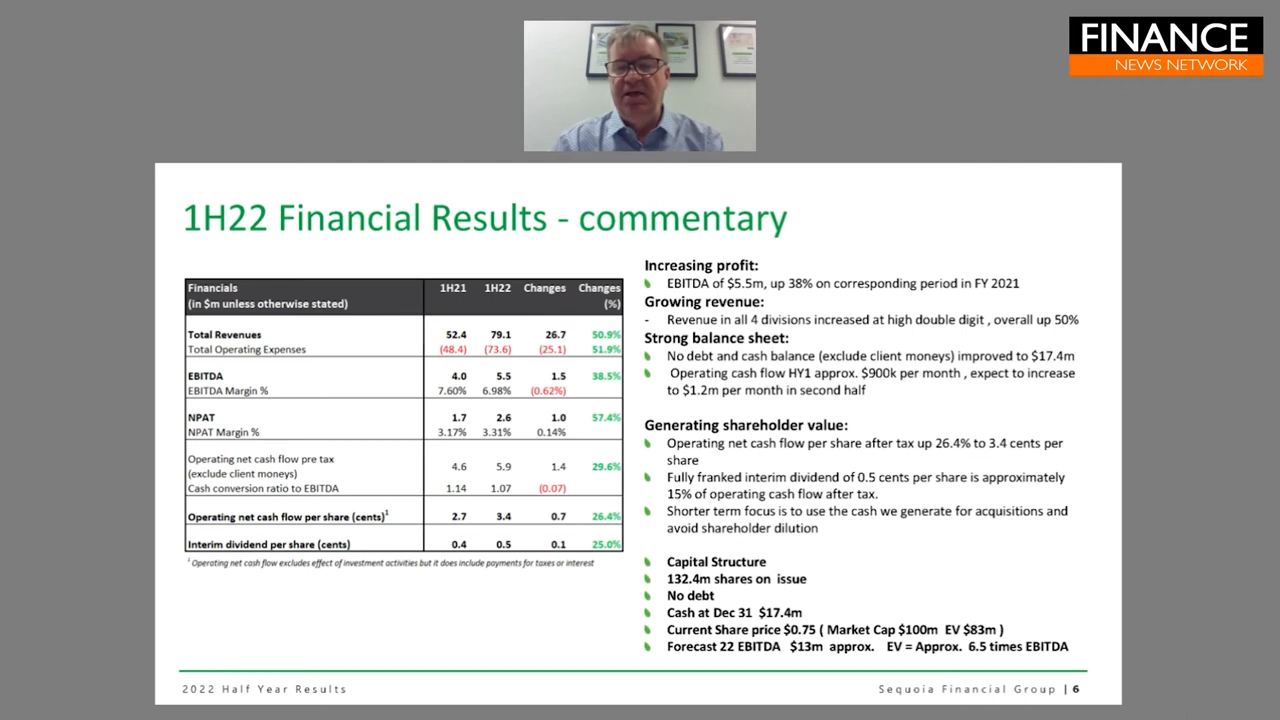 FINANCE
NEWS NETWORK
1H22 Financial Results - commentary
Financials 1H21 1H22 Changes Changes
(in $m unless otherwise stated) (%)
Total Revenues 52.4 79.1 26.7 50.9%
Total Operating Expenses (48.4) (73.6) (25.1) 51.9%
EBITDA 4.0 5.5 1.5 38.5%
EBITDA Margin % 7.60% 6.98% (0.62%)
NPAT 1.7 2.6 1.0 57.4%
NPAT Margin % 3.17% 3.31% 0.14%
Operating net cash flow pre tax
(exclude client moneys) 4.6 5.9 1.4 29.6%
Cash conversion ratio to EBITDA 1.14 1.07 (0.07)
Operating net cash flow per share (cents)¹ 2.7 3.4 0.7 26.4%
Interim dividend per share (cents) 0.4 0.5 0.1 25.0%
¹ Operating net cash flow excludes effect of investment activities but it does include payments for taxes or interest
Increasing profit:
EBITDA of $5.5m, up 38% on corresponding period in FY 2021
Growing revenue:
- Revenue in all 4 divisions increased at high double digit , overall up 50%
Strong balance sheet:
No debt and cash balance (exclude client moneys) improved to $17.4m
Operating cash flow HY1 approx. $900k per month , expect to increase
to $1.2m per month in second half
Generating shareholder value:
Operating net cash flow per share after tax up 26.4% to 3.4 cents per
share
Fully franked interim dividend of 0.5 cents per share is approximately
15% of operating cash flow after tax.
Shorter term focus is to use the cash we generate for acquisitions and
avoid shareholder dilution
Capital Structure
132.4m shares on issue
No debt
Cash at Dec 31 $17.4m
Current Share price $0.75 ( Market Cap $100m EV $83m )
Forecast 22 EBITDA $13m approx. EV = Approx. 6.5 times EBITDA
2022 Half Year Results
Sequoia Financial Group | 6